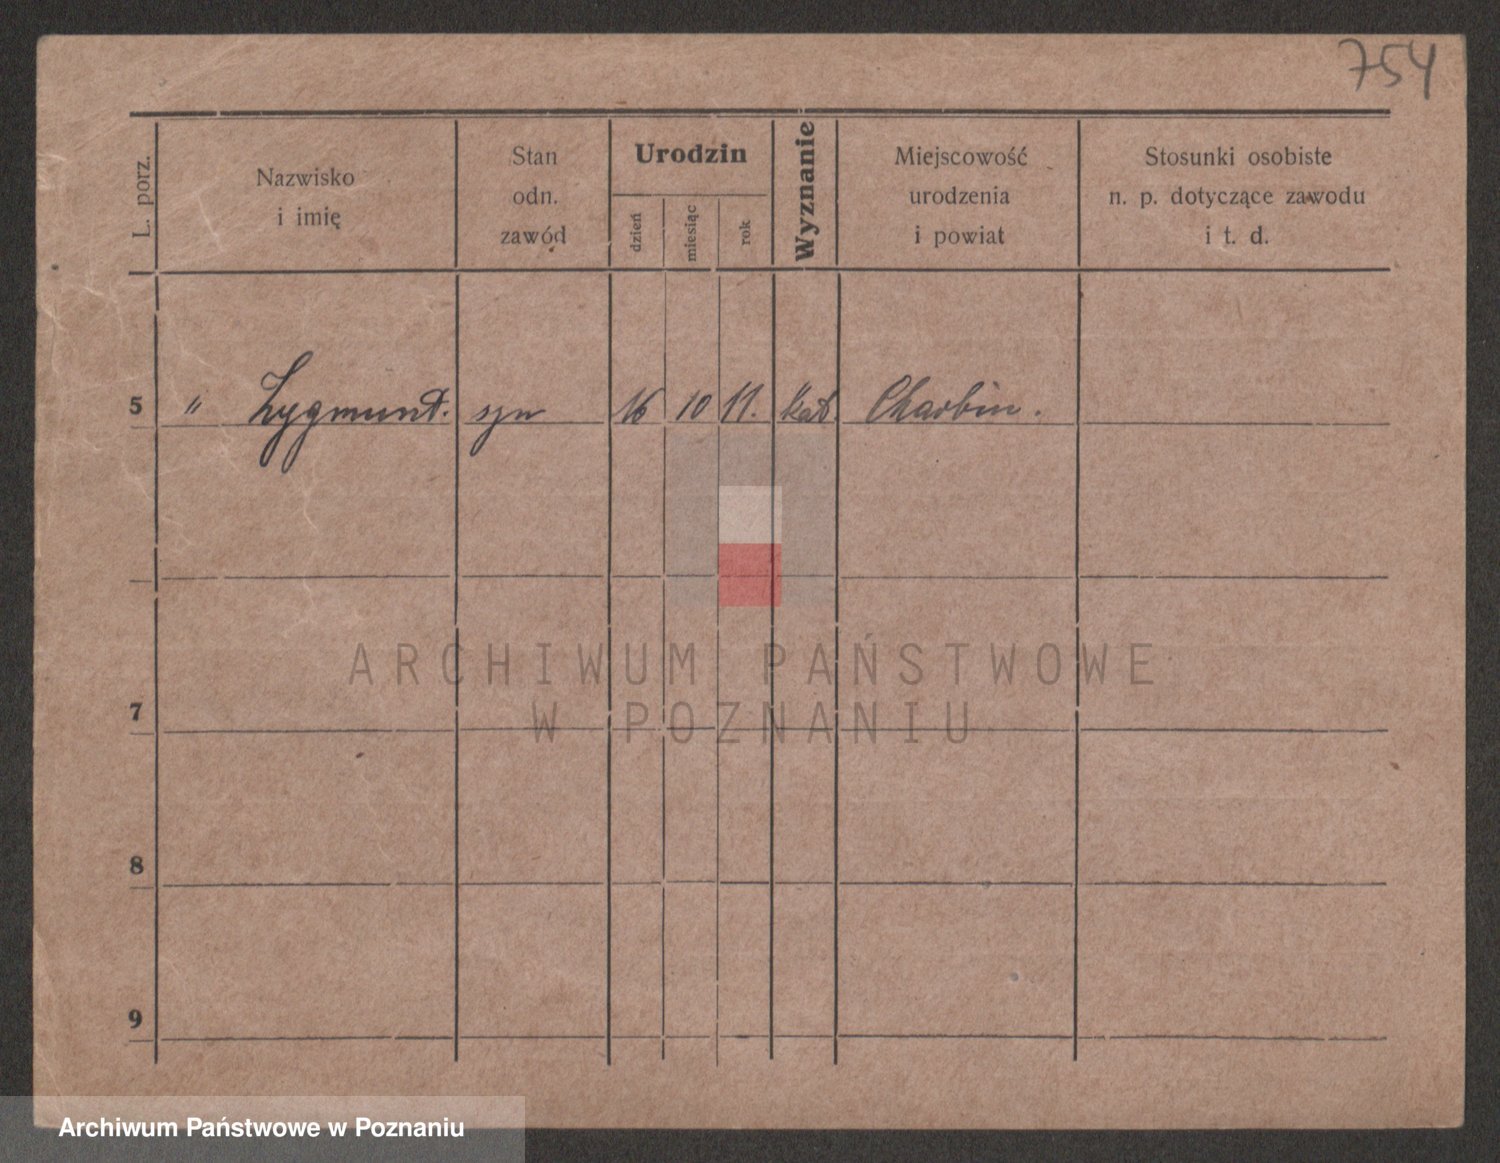 754
L. porz.
Nazwisko
i imię
Stan
odn.
zawód
Urodzin
dzień
miesiąc
rok
Wyznanie
Miejscowość
urodzenia
i powiat
Stosunki osobiste
n. p. dotyczące zawodu
i t. d.
5 " Zygmunt. syn 16 10 11. kat. Charbin.
7
8
9
ARCHIWUM PAŃSTWOWE
W POZNANIU
Archiwum Państwowe w Poznaniu